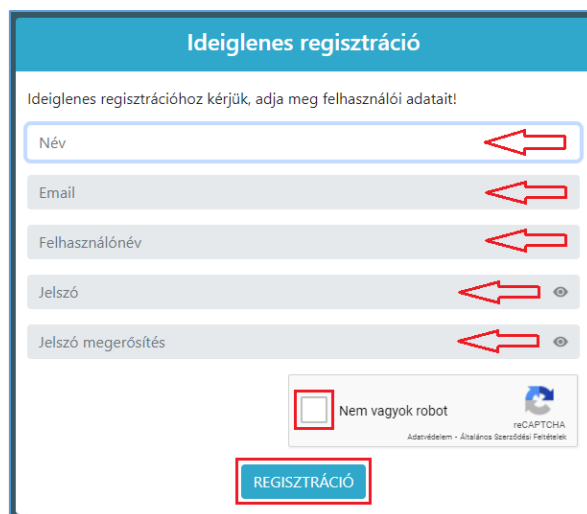 Ideiglenes regisztráció
Ideiglenes regisztrációhoz kérjük, adja meg felhasználói adatait!
Név
Email
Felhasználónév
Jelszó
Jelszó megerősítés
Nem vagyok robot
reCAPTCHA
Adatvédelem - Általános Szerződési Feltételek
REGISZTRÁCIÓ